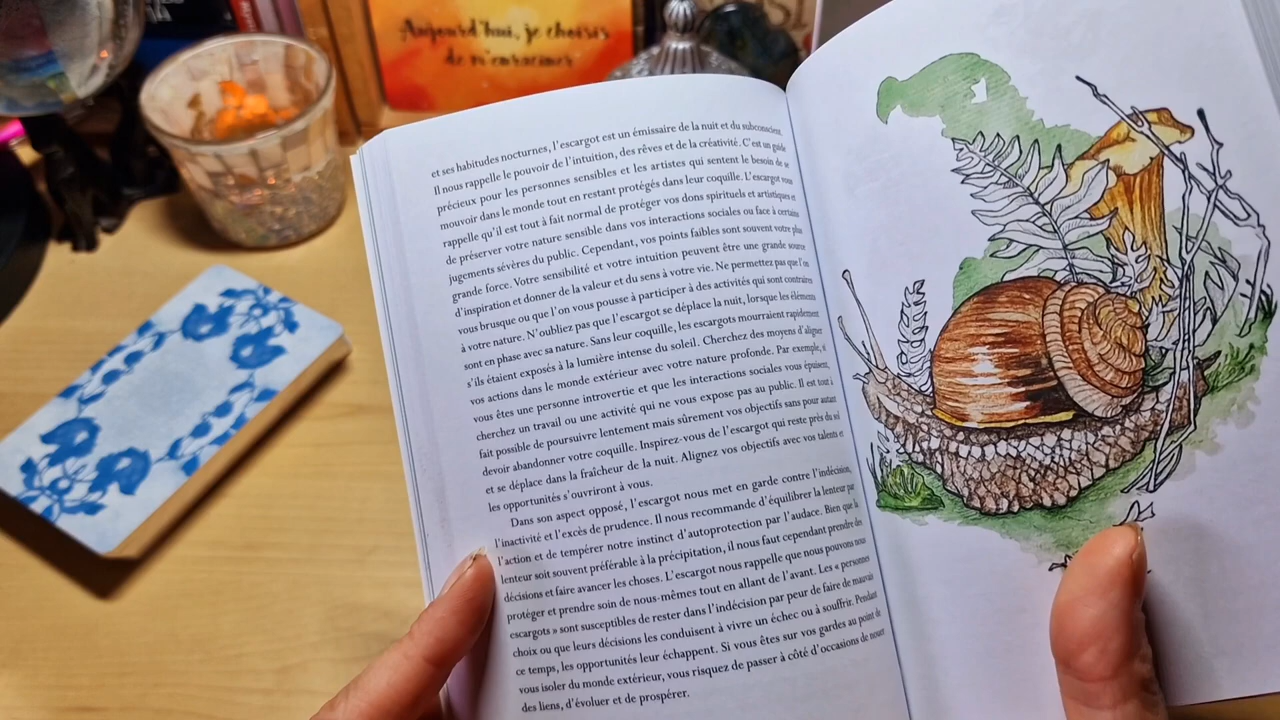 Aujourd'hui, je choisis
de m'enraciner
et ses habitudes nocturnes, l'escargot est un émissaire de la nuit et du subconscient.
Il nous rappelle le pouvoir de l'intuition, des rêves et de la créativité. C'est un guide
précieux pour les personnes sensibles et les artistes qui sentent le besoin de se
mouvoir dans le monde tout en restant protégés dans leur coquille. L'escargot vous
rappelle qu'il est tout à fait normal de protéger vos dons spirituels et artistiques et
de préserver votre nature sensible dans vos interactions sociales ou face à certains
jugements sévères du public. Cependant, vos points faibles sont souvent votre plus
grande force. Votre sensibilité et votre intuition peuvent être une grande source
d'inspiration et donner de la valeur et du sens à votre vie. Ne permettez pas que l'on
vous brusque ou que l'on vous pousse à participer à des activités qui sont contraires
à votre nature. N'oubliez pas que l'escargot se déplace la nuit, lorsque les éléments
sont en phase avec sa nature. Sans leur coquille, les escargots mourraient rapidement
s'ils étaient exposés à la lumière intense du soleil. Cherchez des moyens d'aligner
vos actions dans le monde extérieur avec votre nature profonde. Par exemple, si
vous êtes une personne introvertie et que les interactions sociales vous épuisent,
cherchez un travail ou une activité qui ne vous expose pas au public. Il est tout à
fait possible de poursuivre lentement mais sûrement vos objectifs sans pour autant
devoir abandonner votre coquille. Inspirez-vous de l'escargot qui reste près du sol
et se déplace dans la fraîcheur de la nuit. Alignez vos objectifs avec vos talents et
les opportunités s'ouvriront à vous.
Dans son aspect opposé, l'escargot nous met en garde contre l'indécision,
l'inactivité et l'excès de prudence. Il nous recommande d'équilibrer la lenteur par
l'action et de tempérer notre instinct d'autoprotection par l'audace. Bien que la
lenteur soit souvent préférable à la précipitation, il nous faut cependant prendre des
décisions et faire avancer les choses. L'escargot nous rappelle que nous pouvons nous
protéger et prendre soin de nous-mêmes tout en allant de l'avant. Les « personnes
escargots » sont susceptibles de rester dans l'indécision par peur de faire de mauvais
choix ou que leurs décisions les conduisent à vivre un échec ou à souffrir. Pendant
ce temps, les opportunités leur échappent. Si vous êtes sur vos gardes au point de
vous isoler du monde extérieur, vous risquez de passer à côté d'occasions de nouer
des liens, d'évoluer et de prospérer.